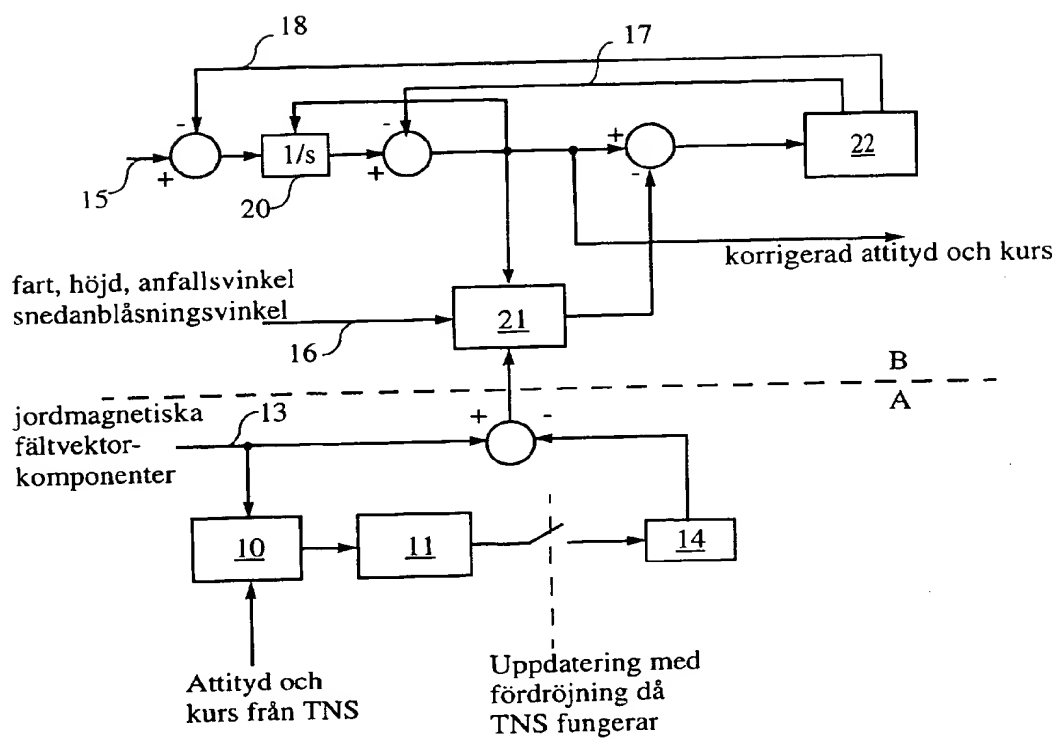 18
17
-
-
+
1/s
+
+
-
22
15
20
korrigerad attityd och kurs
fart, höjd, anfallsvinkel
snedanblåsningsvinkel
21
16
B
A
jordmagnetiska
fältvektor-
komponenter
13
+
-
10
11
14
Attityd och
kurs från TNS
Uppdatering med
fördröjning då
TNS fungerar